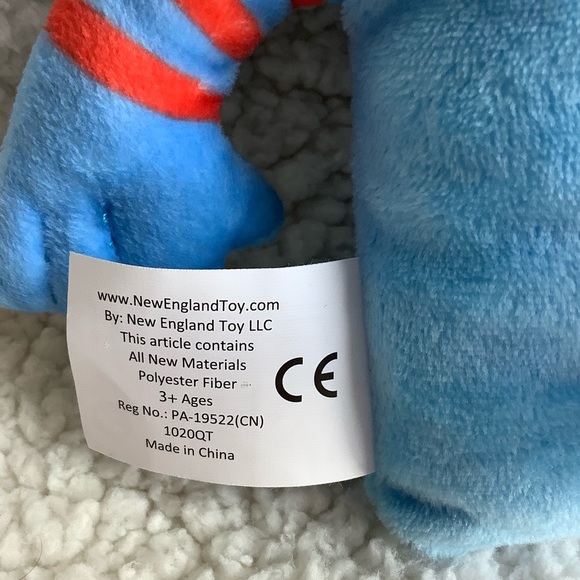 www.NewEnglandToy.com
By: New England Toy LLC
This article contains
All New Materials
Polyester Fiber
3+ Ages
Reg No.: PA-19522(CN)
1020QT
Made in China
CE